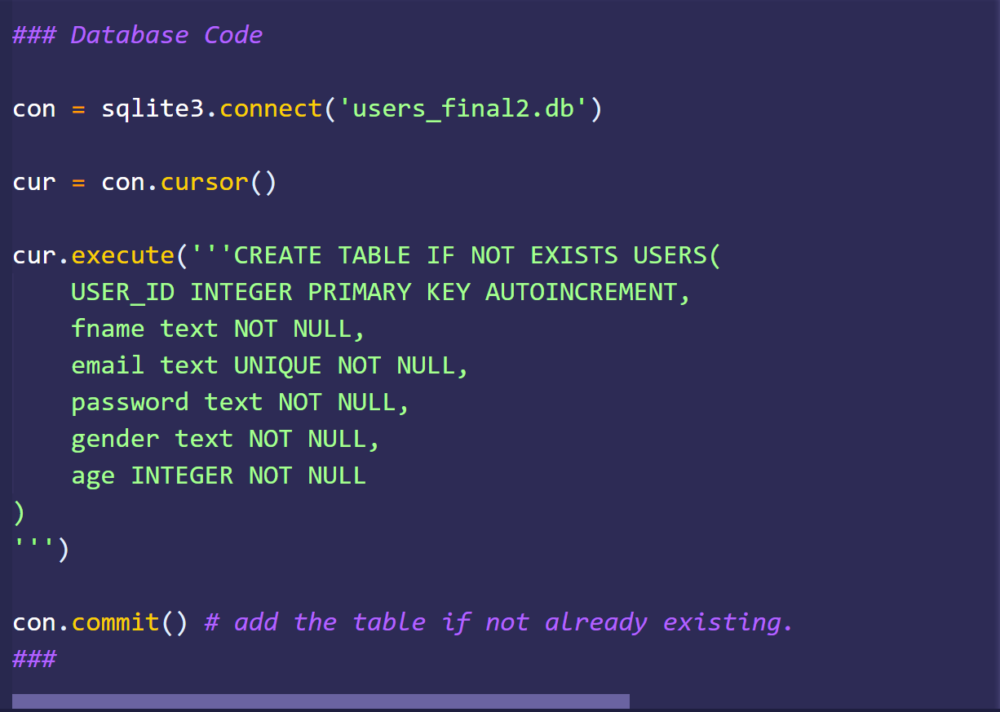 ### Database Code
con = sqlite3.connect('users_final2.db')
cur = con.cursor()
cur.execute('''CREATE TABLE IF NOT EXISTS USERS(
    USER_ID INTEGER PRIMARY KEY AUTOINCREMENT,
    fname text NOT NULL,
    email text UNIQUE NOT NULL,
    password text NOT NULL,
    gender text NOT NULL,
    age INTEGER NOT NULL
)
''')
con.commit() # add the table if not already existing.
###